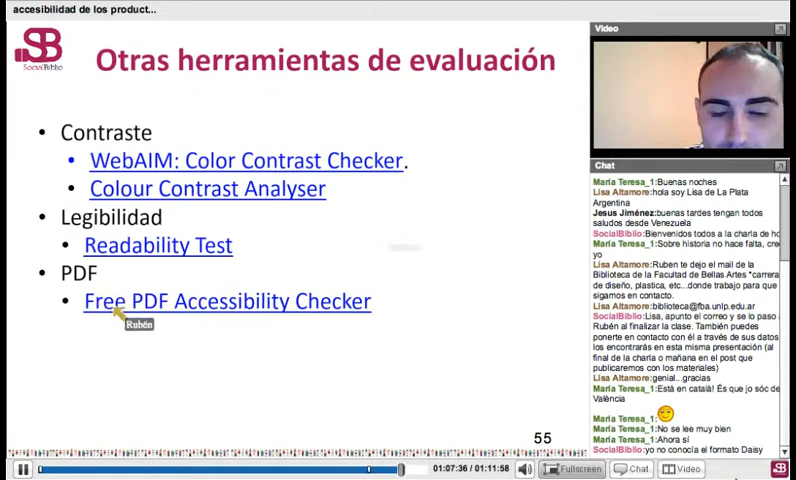 accesibilidad de los product...
SB
SocialBiblio
Otras herramientas de evaluación
• Contraste
• WebAIM: Color Contrast Checker.
• Colour Contrast Analyser
• Legibilidad
• Readability Test
• PDF
• Free PDF Accessibility Checker
Rubén
55
Video
Chat
María Teresa_1:Buenas noches
Lisa Altamore:hola soy Lisa de La Plata
Argentina
Jesus Jiménez:buenas tardes tengan todos
saludos desde Venezuela
SocialBiblio:Bienvenidos todos a la charla de ho
María Teresa_1:Sobre historia no hace falta, cre
yo
Lisa Altamore:Ruben te dejo el mail de la
Biblioteca de la Facultad de Bellas Artes "carrera
de diseño, plastica, etc...donde trabajo para que
sigamos en contacto.
Lisa Altamore:biblioteca@fba.unlp.edu.ar
SocialBiblio:Lisa, apunto el correo y se lo paso a
Rubén al finalizar la clase. También puedes
ponerte en contacto con él a través de sus datos
los encontrarás en esta misma presentación (al
final de la charla o mañana en el post que
publicaremos con los materiales)
Lisa Altamore:genial...gracias
María Teresa_1:Està en català! És que jo sóc de
València
María Teresa_1:
María Teresa_1:No se lee muy bien
María Teresa_1:Ahora sí
SocialBiblio:yo no conocía el formato Daisy
01:07:36 / 01:11:58
Fullscreen
Chat
Video
SB